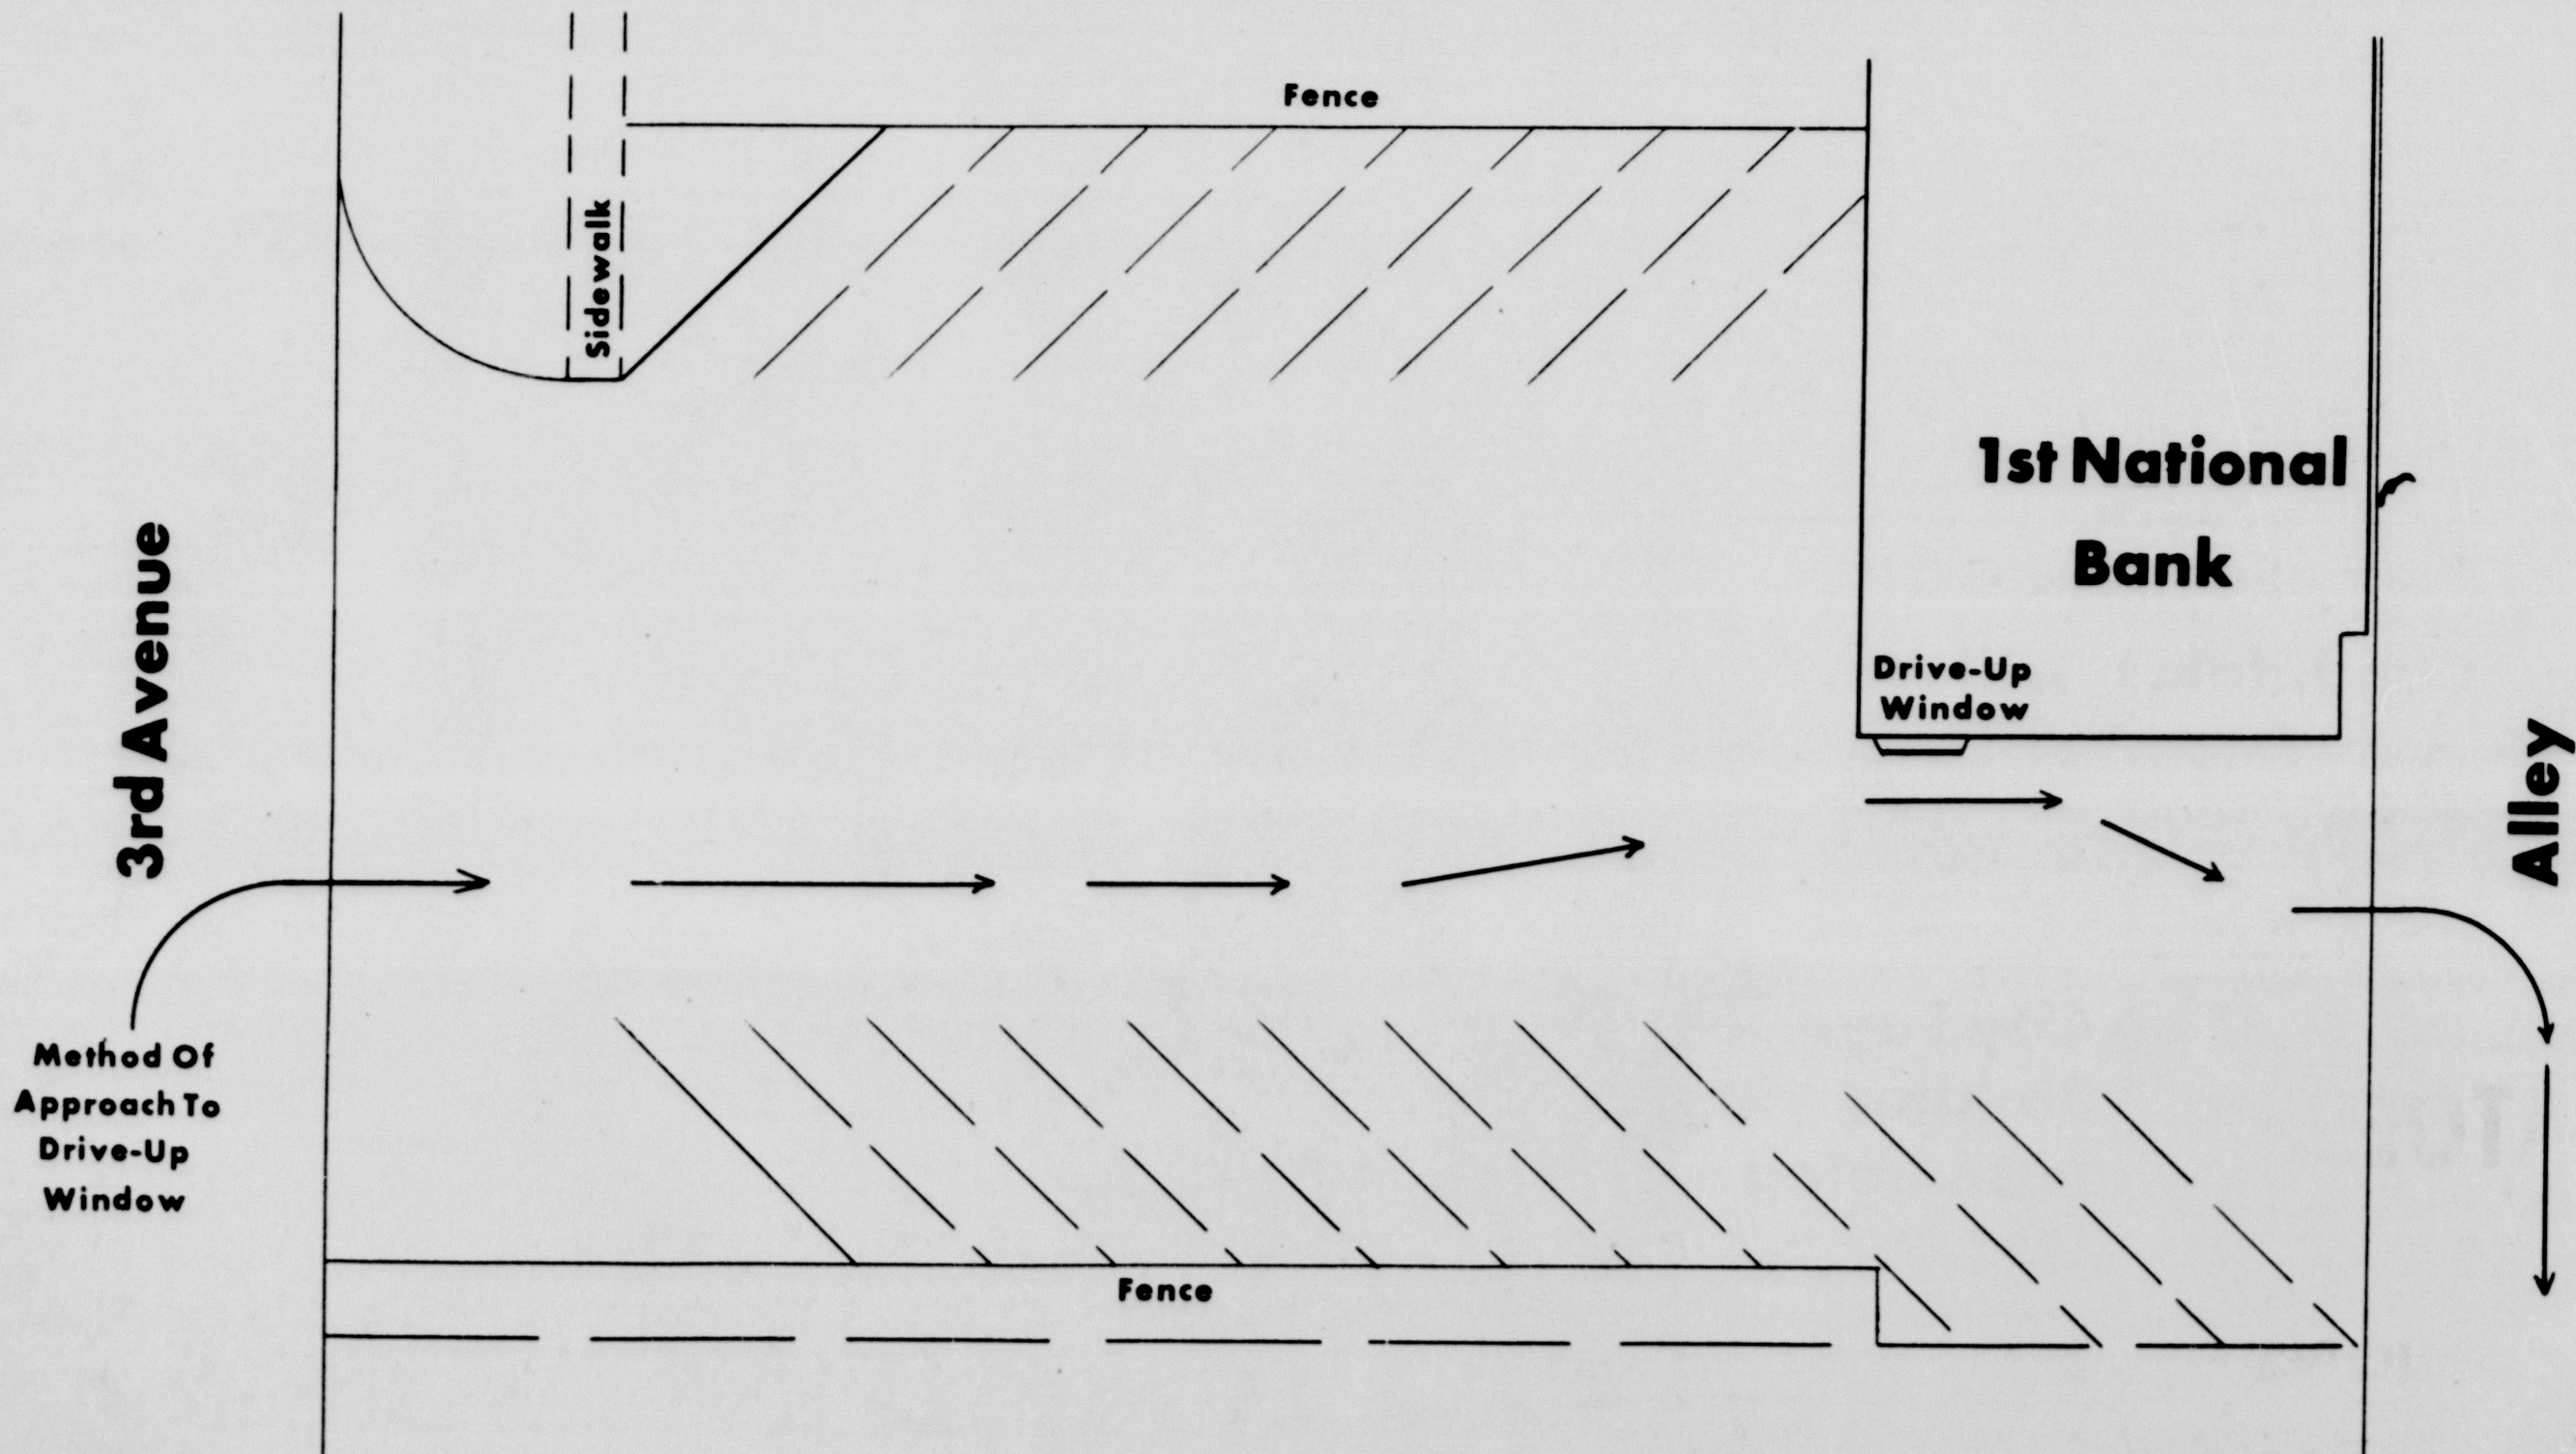 Fence
Sidewalk
1st National
Bank
3rd Avenue
Drive-Up
Window
Alley
Method Of
Approach To
Drive-Up
Window
Fence